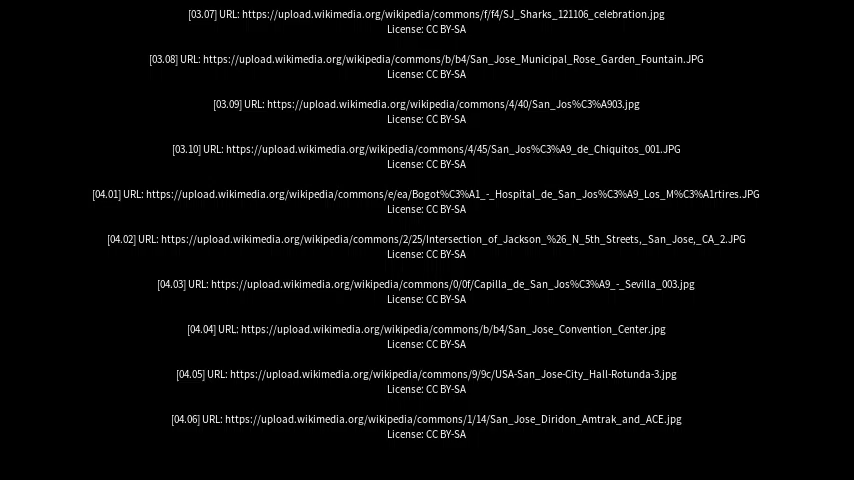 [03.07] URL: https://upload.wikimedia.org/wikipedia/commons/f/f4/SJ_Sharks_121106_celebration.jpg
License: CC BY-SA
[03.08] URL: https://upload.wikimedia.org/wikipedia/commons/b/b4/San_Jose_Municipal_Rose_Garden_Fountain.JPG
License: CC BY-SA
[03.09] URL: https://upload.wikimedia.org/wikipedia/commons/4/40/San_Jos%C3%A903.jpg
License: CC BY-SA
[03.10] URL: https://upload.wikimedia.org/wikipedia/commons/4/45/San_Jos%C3%A9_de_Chiquitos_001.JPG
License: CC BY-SA
[04.01] URL: https://upload.wikimedia.org/wikipedia/commons/e/ea/Bogot%C3%A1_-_Hospital_de_San_Jos%C3%A9_Los_M%C3%A1rtires.JPG
License: CC BY-SA
[04.02] URL: https://upload.wikimedia.org/wikipedia/commons/2/25/Intersection_of_Jackson_%26_N_5th_Streets,_San_Jose,_CA_2.JPG
License: CC BY-SA
[04.03] URL: https://upload.wikimedia.org/wikipedia/commons/0/0f/Capilla_de_San_Jos%C3%A9_-_Sevilla_003.jpg
License: CC BY-SA
[04.04] URL: https://upload.wikimedia.org/wikipedia/commons/b/b4/San_Jose_Convention_Center.jpg
License: CC BY-SA
[04.05] URL: https://upload.wikimedia.org/wikipedia/commons/9/9c/USA-San_Jose-City_Hall-Rotunda-3.jpg
License: CC BY-SA
[04.06] URL: https://upload.wikimedia.org/wikipedia/commons/1/14/San_Jose_Diridon_Amtrak_and_ACE.jpg
License: CC BY-SA